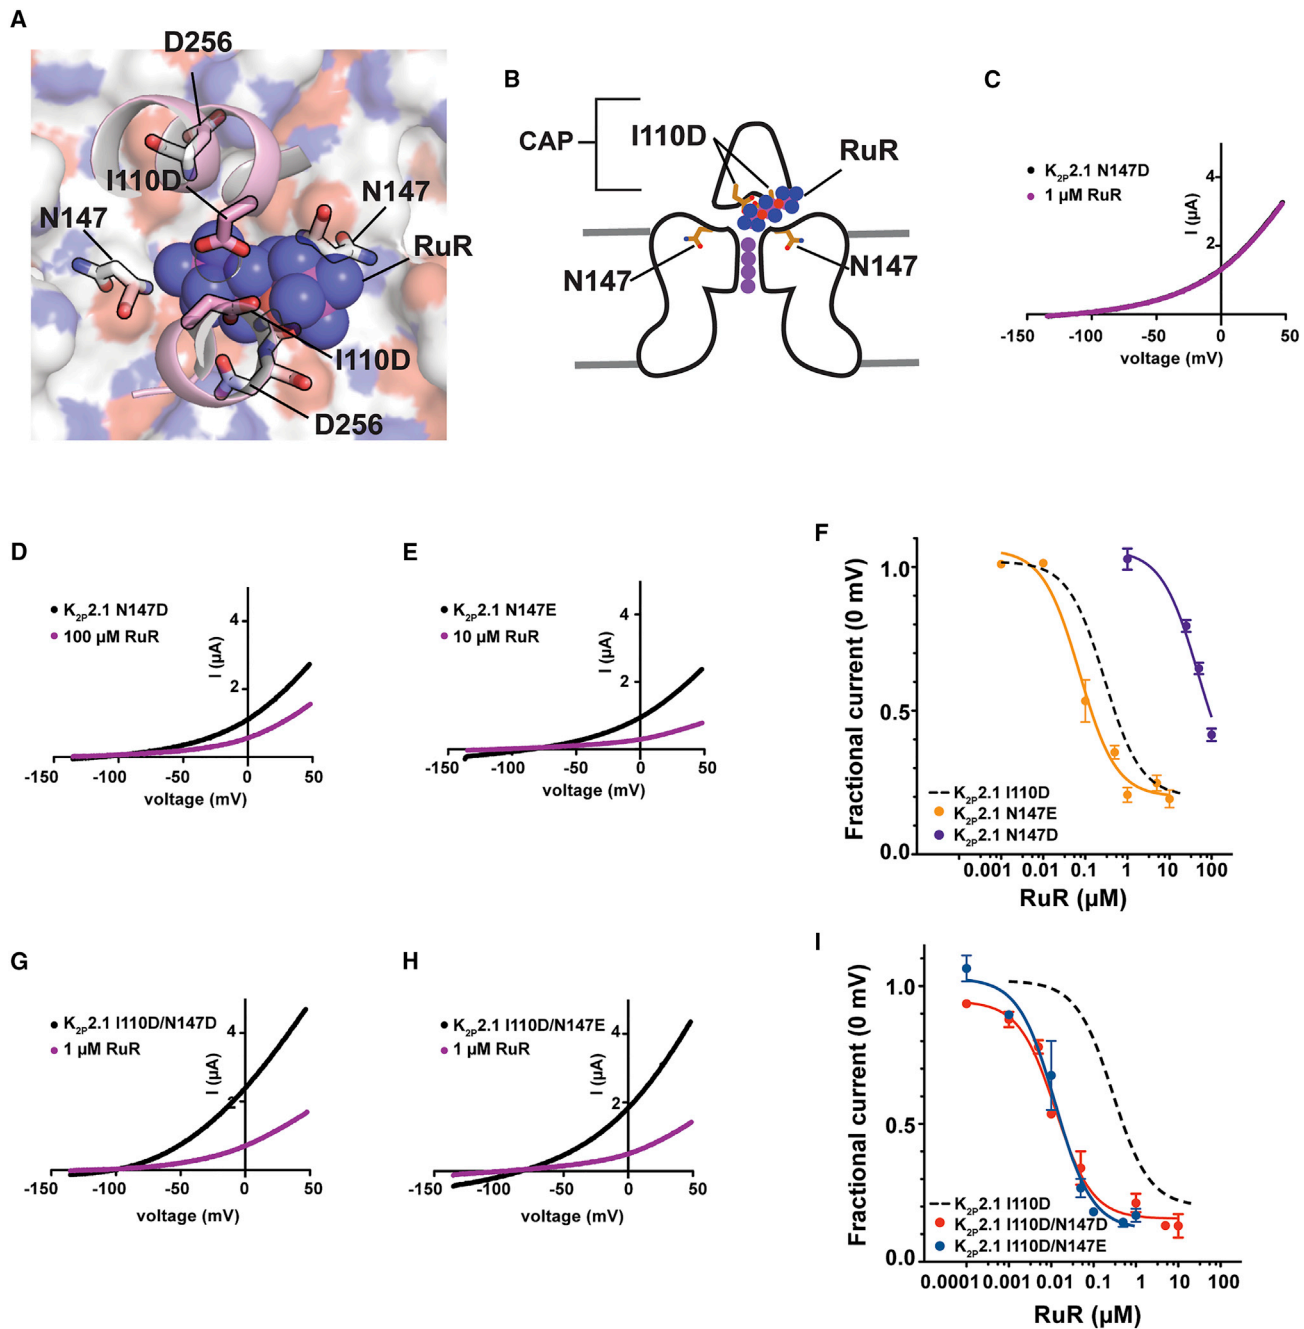 A
D256
I110D
N147
N147
RuR
I110D
D256
B
CAP
I110D
RuR
N147
N147
C
K2P2.1 N147D
1 μM RuR
I (μA)
4
2
-150
-100
-50
0
50
voltage (mV)
D
K2P2.1 N147D
100 μM RuR
I (μA)
4
2
-150
-100
-50
0
50
voltage (mV)
E
K2P2.1 N147E
10 μM RuR
I (μA)
4
2
-150
-100
-50
0
50
voltage (mV)
F
Fractional current (0 mV)
1.0
0.5
0.0
K2P2.1 I110D
K2P2.1 N147E
K2P2.1 N147D
0.001 0.01 0.1 1 10 100
RuR (μM)
G
K2P2.1 I110D/N147D
1 μM RuR
I (μA)
4
2
-150
-100
-50
0
50
voltage (mV)
H
K2P2.1 I110D/N147E
1 μM RuR
I (μA)
4
2
-150
-100
-50
0
50
voltage (mV)
I
Fractional current (0 mV)
1.0
0.5
0.0
K2P2.1 I110D
K2P2.1 I110D/N147D
K2P2.1 I110D/N147E
0.0001 0.001 0.01 0.1 1 10 100
RuR (μM)